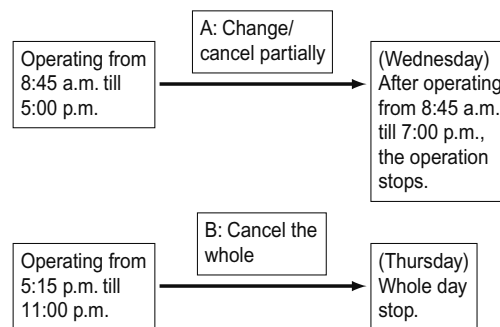 A: Change/
cancel partially
Operating from
8:45 a.m. till
5:00 p.m.
(Wednesday)
After operating
from 8:45 a.m.
till 7:00 p.m.,
the operation
stops.
B: Cancel the
whole
Operating from
5:15 p.m. till
11:00 p.m.
(Thursday)
Whole day
stop.